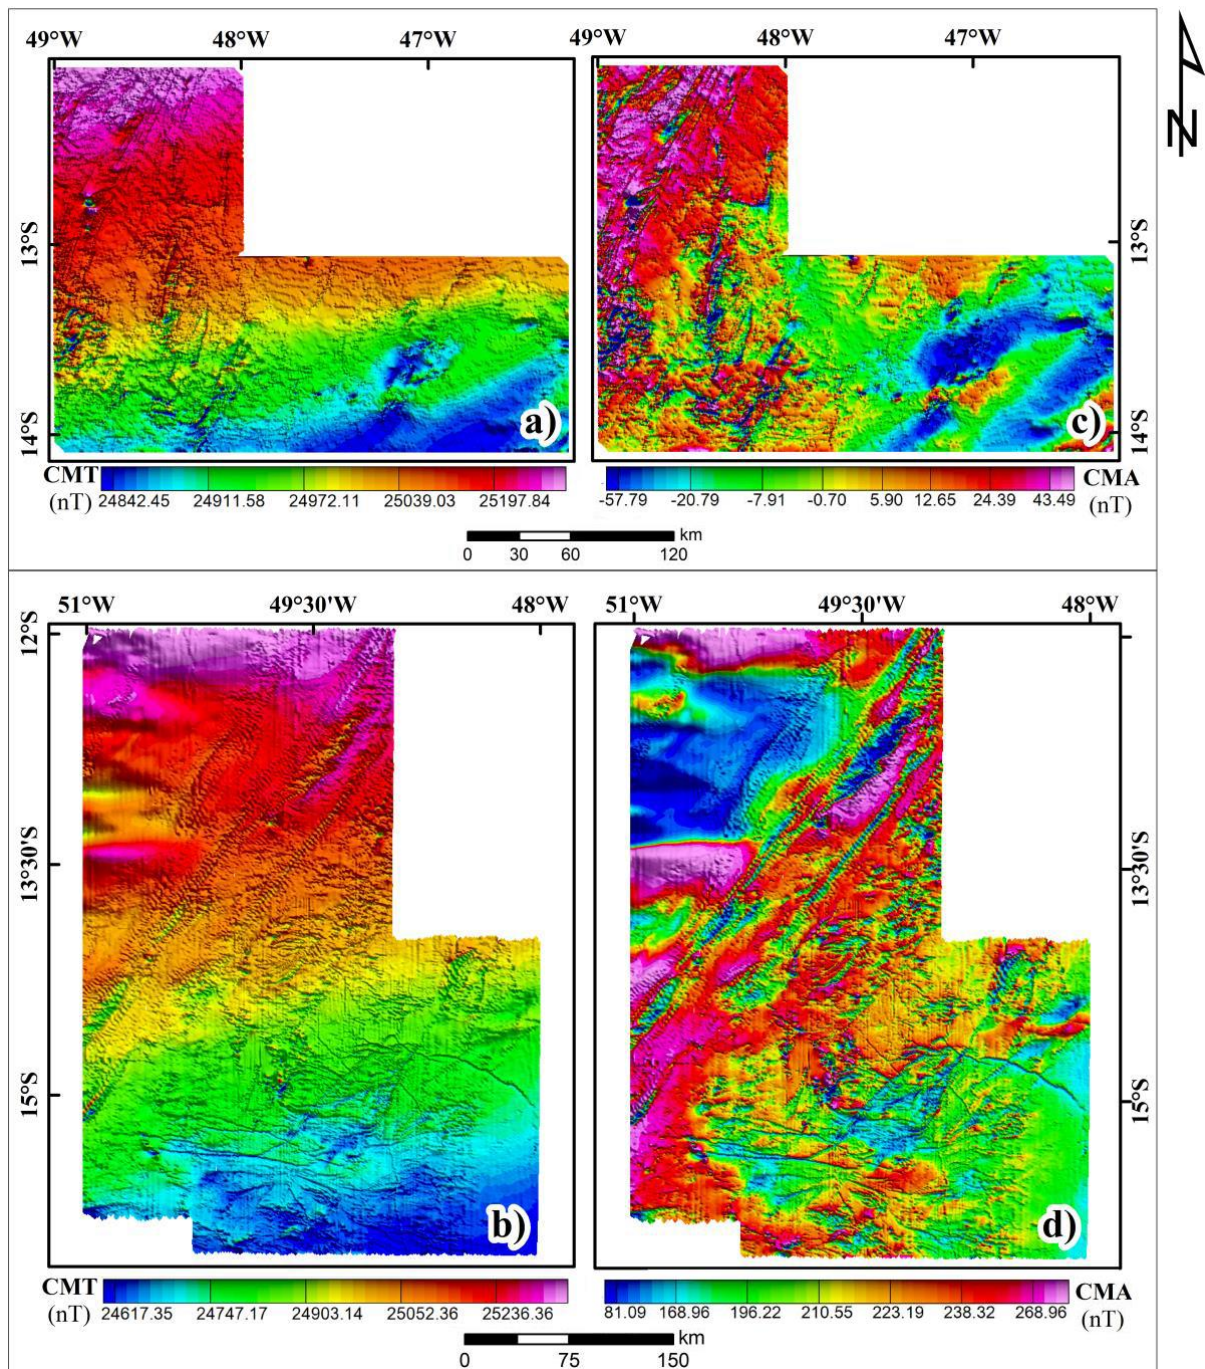 49°W 48°W 47°W 49°W 48°W 47°W
N
13°S
13°S
14°S
14°S
a)
c)
CMT
(nT)
24842.45 24911.58 24972.11 25039.03 25197.84
-57.79 -20.79 -7.91 -0.70 5.90 12.65 24.39 43.49
CMA
(nT)
km
0 30 60 120
51°W 49°30'W 48°W 51°W 49°30'W 48°W
12°S
13°30'S
13°30'S
15°S
15°S
b)
d)
CMT
(nT)
24617.35 24747.17 24903.14 25052.36 25236.36
81.09 168.96 196.22 210.55 223.19 238.32 268.96
CMA
(nT)
km
0 75 150